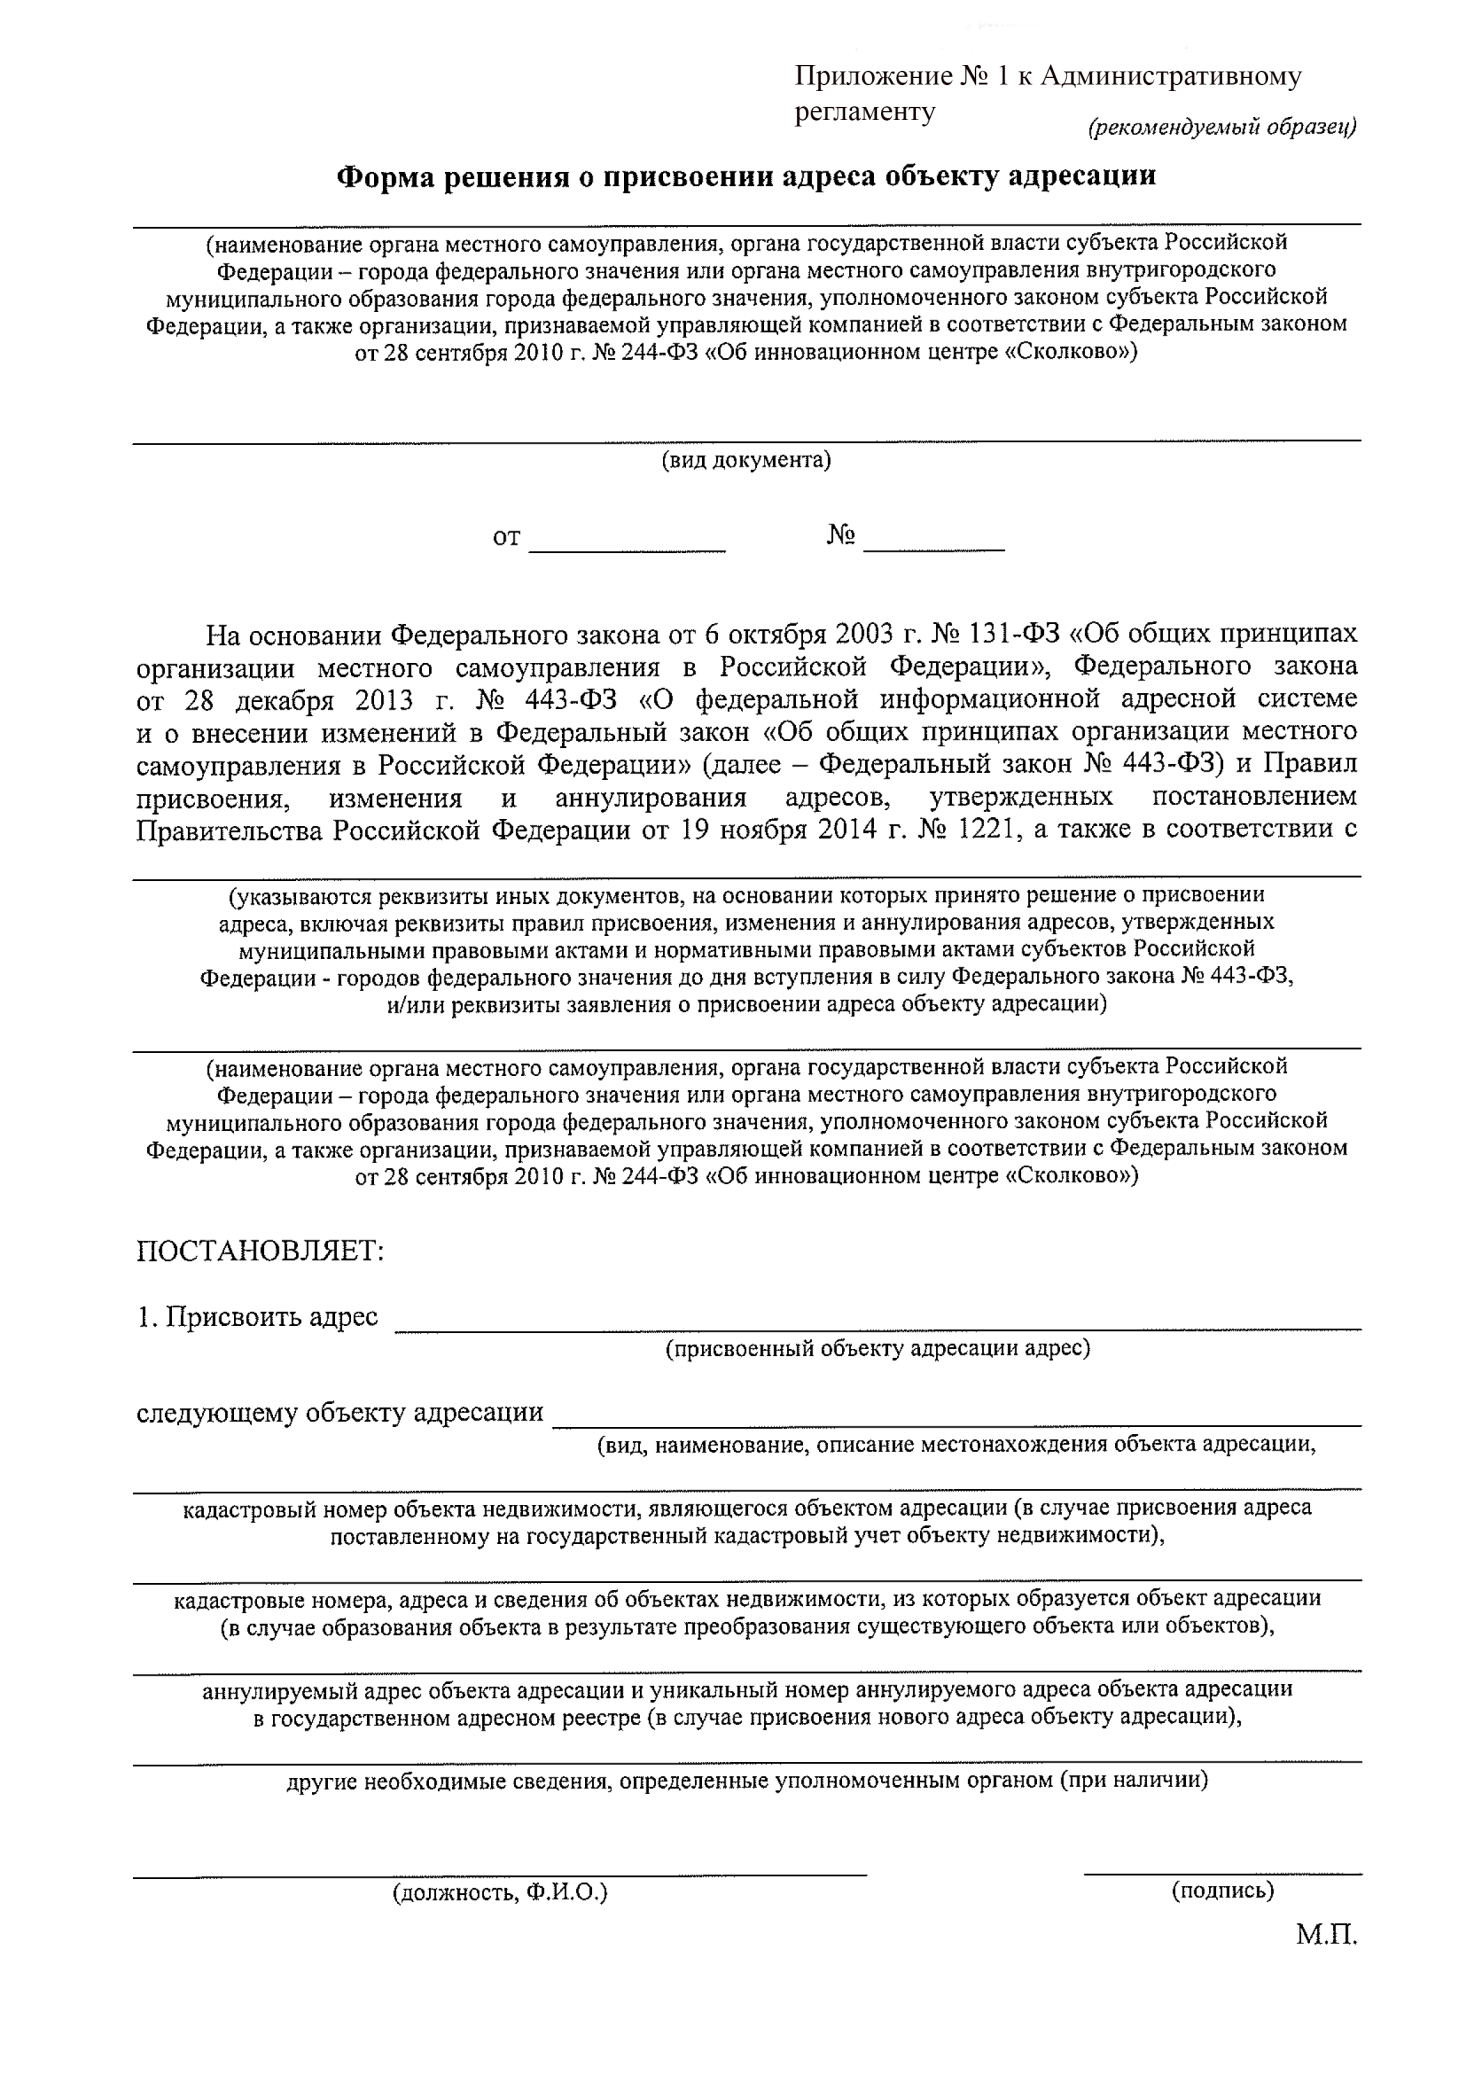 Приложение № 1 к Административному
регламенту
(рекомендуемый образец)
Форма решения о присвоении адреса объекту адресации
(наименование органа местного самоуправления, органа государственной власти субъекта Российской
Федерации – города федерального значения или органа местного самоуправления внутригородского
муниципального образования города федерального значения, уполномоченного законом субъекта Российской
Федерации, а также организации, признаваемой управляющей компанией в соответствии с Федеральным законом
от 28 сентября 2010 г. № 244-ФЗ «Об инновационном центре «Сколково»)
(вид документа)
от ______________ № __________
На основании Федерального закона от 6 октября 2003 г. № 131-ФЗ «Об общих принципах
организации местного самоуправления в Российской Федерации», Федерального закона
от 28 декабря 2013 г. № 443-ФЗ «О федеральной информационной адресной системе
и о внесении изменений в Федеральный закон «Об общих принципах организации местного
самоуправления в Российской Федерации» (далее – Федеральный закон № 443-ФЗ) и Правил
присвоения, изменения и аннулирования адресов, утвержденных постановлением
Правительства Российской Федерации от 19 ноября 2014 г. № 1221, а также в соответствии с
(указываются реквизиты иных документов, на основании которых принято решение о присвоении
адреса, включая реквизиты правил присвоения, изменения и аннулирования адресов, утвержденных
муниципальными правовыми актами и нормативными правовыми актами субъектов Российской
Федерации - городов федерального значения до дня вступления в силу Федерального закона № 443-ФЗ,
и/или реквизиты заявления о присвоении адреса объекту адресации)
(наименование органа местного самоуправления, органа государственной власти субъекта Российской
Федерации – города федерального значения или органа местного самоуправления внутригородского
муниципального образования города федерального значения, уполномоченного законом субъекта Российской
Федерации, а также организации, признаваемой управляющей компанией в соответствии с Федеральным законом
от 28 сентября 2010 г. № 244-ФЗ «Об инновационном центре «Сколково»)
ПОСТАНОВЛЯЕТ:
1. Присвоить адрес
(присвоенный объекту адресации адрес)
следующему объекту адресации
(вид, наименование, описание местонахождения объекта адресации,
кадастровый номер объекта недвижимости, являющегося объектом адресации (в случае присвоения адреса
поставленному на государственный кадастровый учет объекту недвижимости),
кадастровые номера, адреса и сведения об объектах недвижимости, из которых образуется объект адресации
(в случае образования объекта в результате преобразования существующего объекта или объектов),
аннулируемый адрес объекта адресации и уникальный номер аннулируемого адреса объекта адресации
в государственном адресном реестре (в случае присвоения нового адреса объекту адресации),
другие необходимые сведения, определенные уполномоченным органом (при наличии)
(должность, Ф.И.О.) (подпись)
М.П.